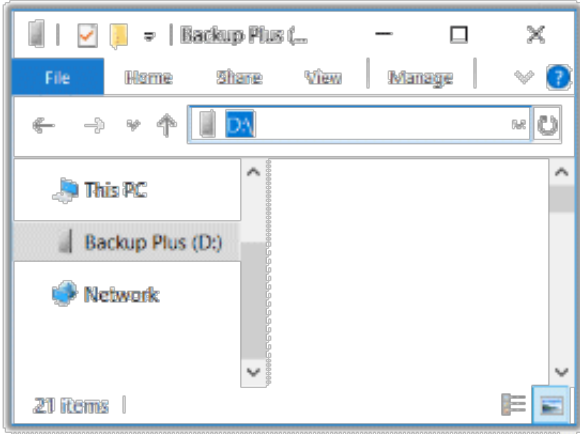 Backup Plus (...
File Home Share View Manage
D:\
This PC
Backup Plus (D:)
Network
21 items